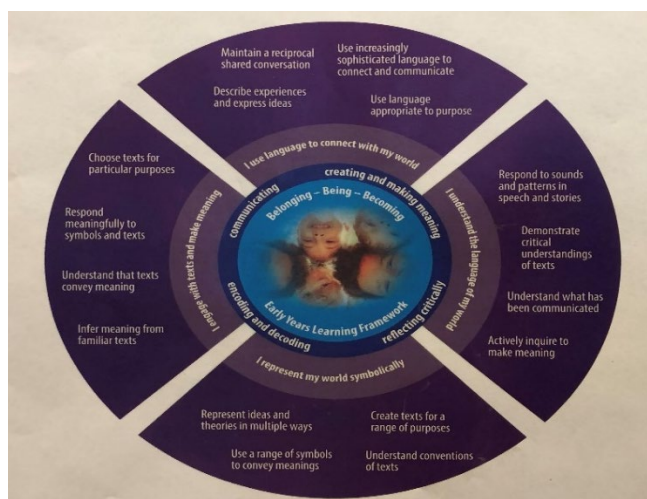 Maintain a reciprocal
shared conversation
Describe experiences
and express ideas
Use increasingly
sophisticated language to
connect and communicate
Use language
appropriate to purpose
Choose texts for
particular purposes
Respond
meaningfully to
symbols and texts
Understand that texts
convey meaning
Infer meaning from
familiar texts
I use language to connect with my world
I engage with texts and make meaning
communicating
creating and making meaning
Belonging – Being – Becoming
Early Years Learning Framework
encoding and decoding
reflecting critically
I understand the language of my world
I represent my world symbolically
Respond to sounds
and patterns in
speech and stories
Demonstrate
critical
understandings
of texts
Understand what has
been communicated
Actively inquire to
make meaning
Represent ideas and
theories in multiple ways
Use a range of symbols
to convey meanings
Create texts for a
range of purposes
Understand conventions
of texts